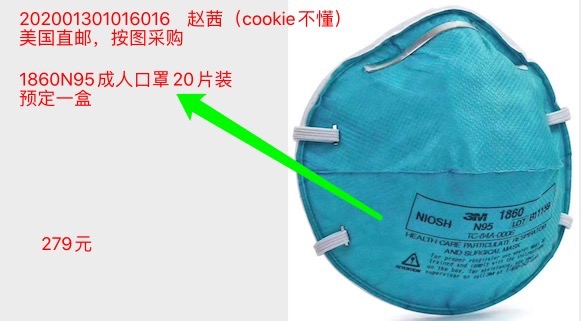 202001301016016 赵茜（cookie不懂）
美国直邮，按图采购
1860N95成人口罩20片装
预定一盒
279元
NIOSH 3M 1860
N95 LOT B11138
TC-84A-0006
HEALTH CARE PARTICULATE RESPIRATOR
AND SURGICAL MASK